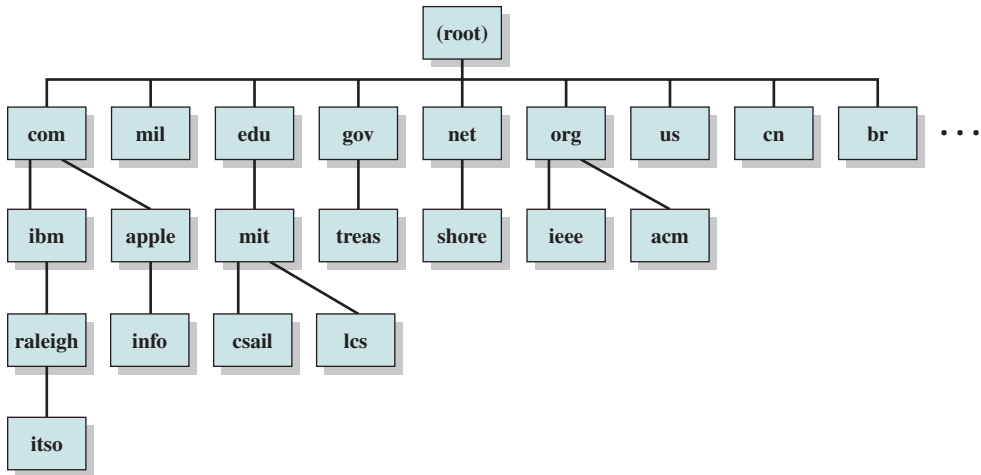 (root)
com mil edu gov net org us cn br ...
ibm apple mit treas shore ieee acm
raleigh info csail lcs
itso